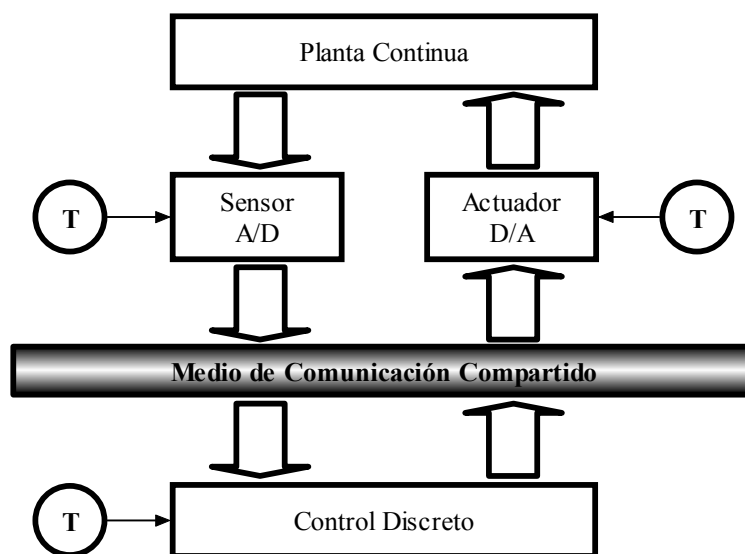 Planta Continua
T
Sensor
A/D
Actuador
D/A
T
Medio de Comunicación Compartido
T
Control Discreto